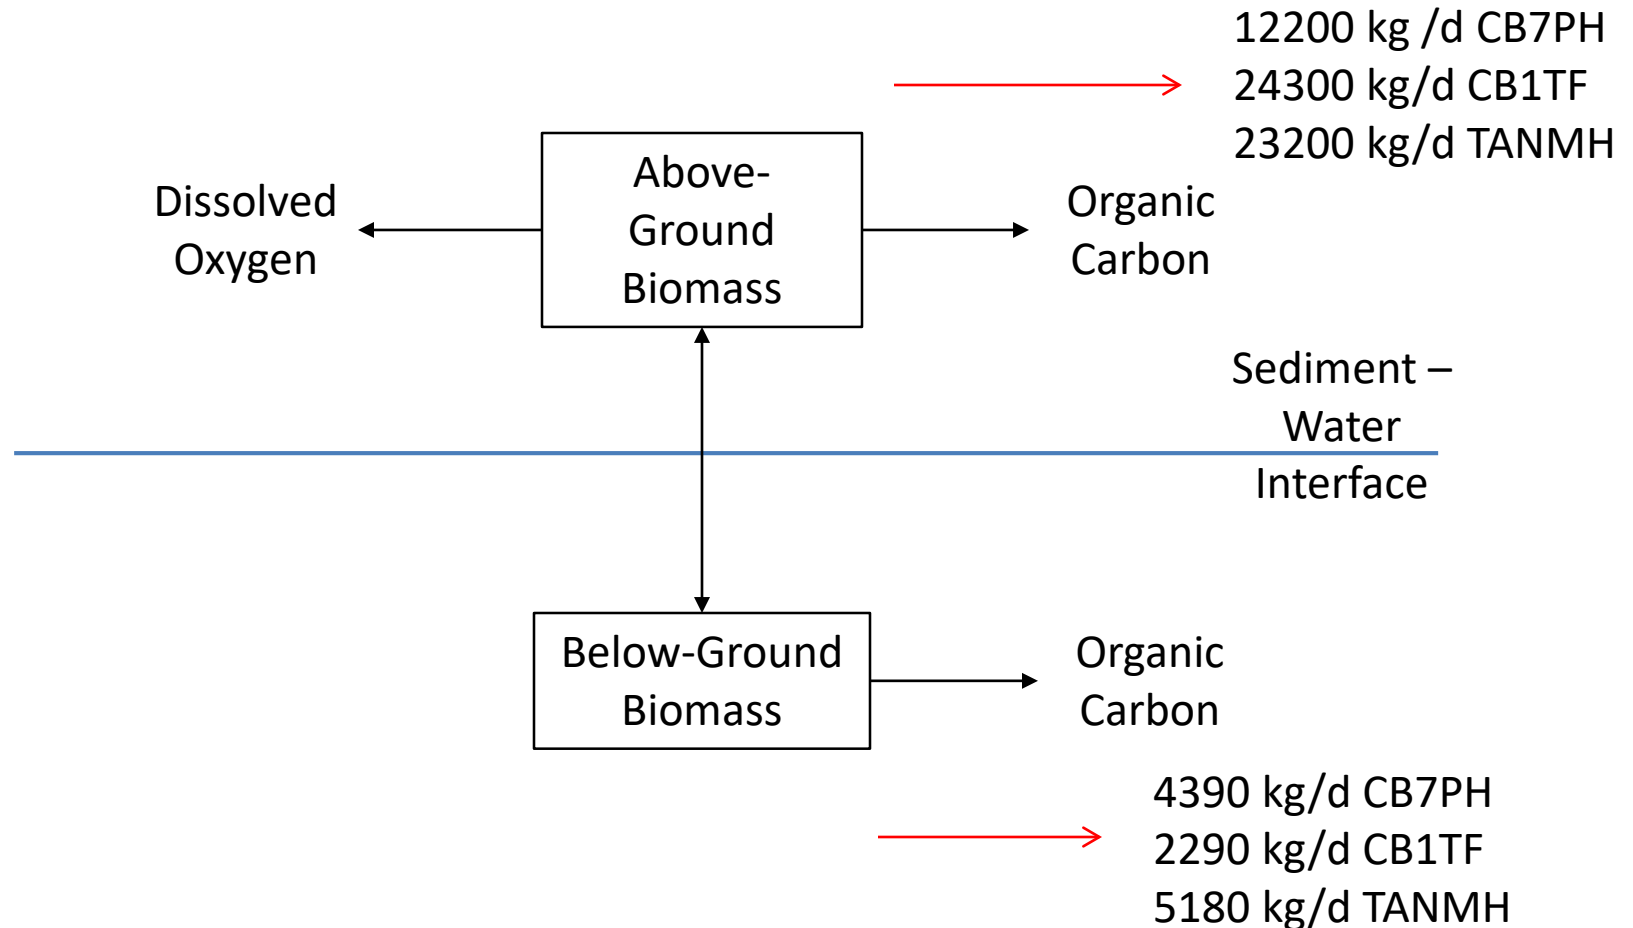 12200 kg /d CB7PH
24300 kg/d CB1TF
23200 kg/d TANMH
Dissolved
Oxygen
Above-
Ground
Biomass
Organic
Carbon
Sediment –
Water
Interface
Below-Ground
Biomass
Organic
Carbon
4390 kg/d CB7PH
2290 kg/d CB1TF
5180 kg/d TANMH